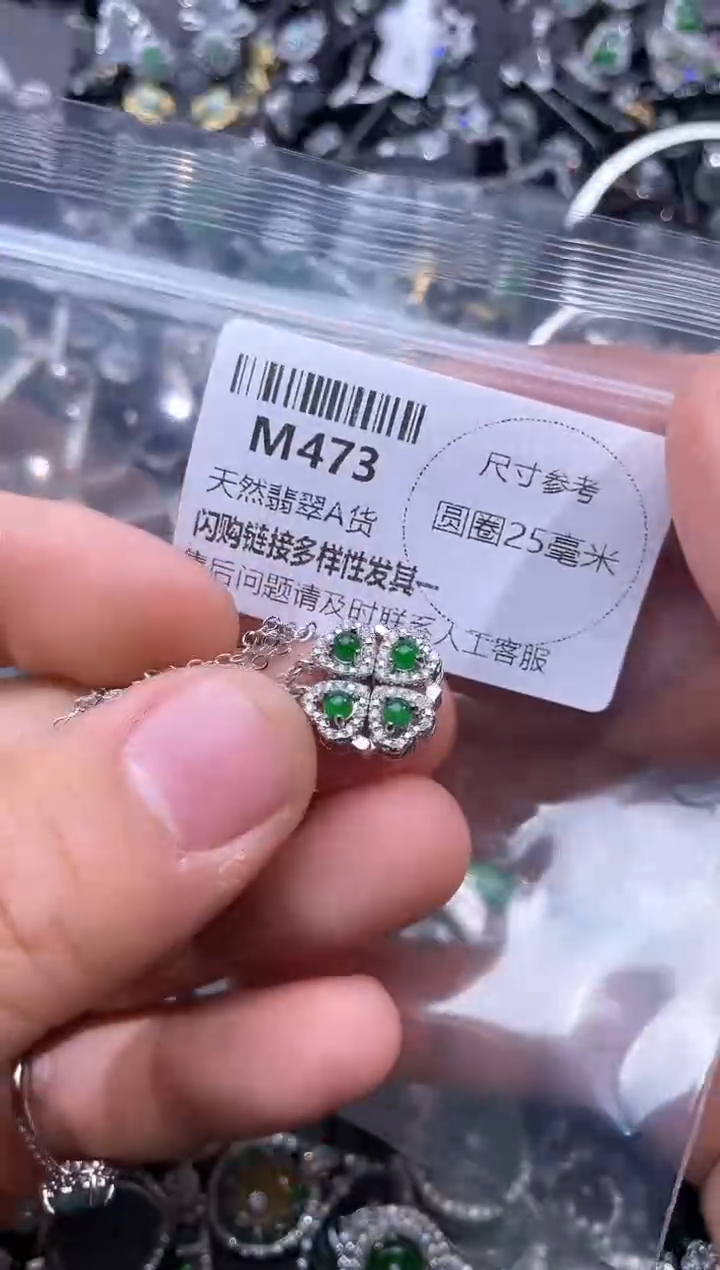 M473
天然翡翠A货
闪购链接多样性发其一
售后问题请及时联系人工客服
尺寸参考
圆圈25毫米